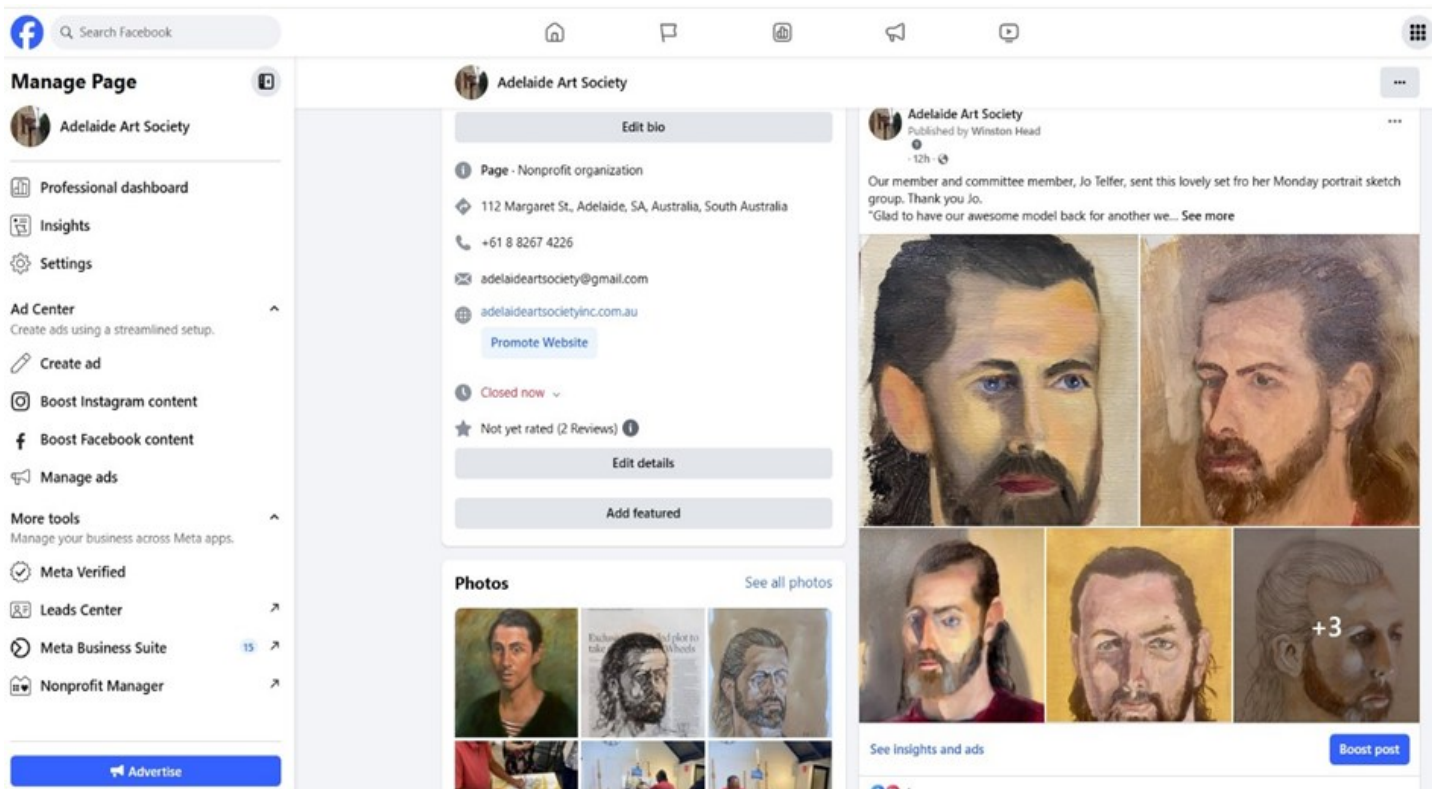 Search Facebook
Manage Page
Adelaide Art Society
Professional dashboard
Insights
Settings
Ad Center
Create ads using a streamlined setup.
Create ad
Boost Instagram content
Boost Facebook content
Manage ads
More tools
Manage your business across Meta apps.
Meta Verified
Leads Center
Meta Business Suite 15
Nonprofit Manager
Advertise
Adelaide Art Society
Edit bio
Page · Nonprofit organization
112 Margaret St., Adelaide, SA, Australia, South Australia
+61 8 8267 4226
adelaideartsociety@gmail.com
adelaideartsocietyinc.com.au
Promote Website
Closed now
Not yet rated (2 Reviews)
Edit details
Add featured
Photos See all photos
plot to
take Wheels
Adelaide Art Society
Published by Winston Head
· 12h ·
Our member and committee member, Jo Telfer, sent this lovely set fro her Monday portrait sketch
group. Thank you Jo.
"Glad to have our awesome model back for another we... See more
+3
See insights and ads Boost post